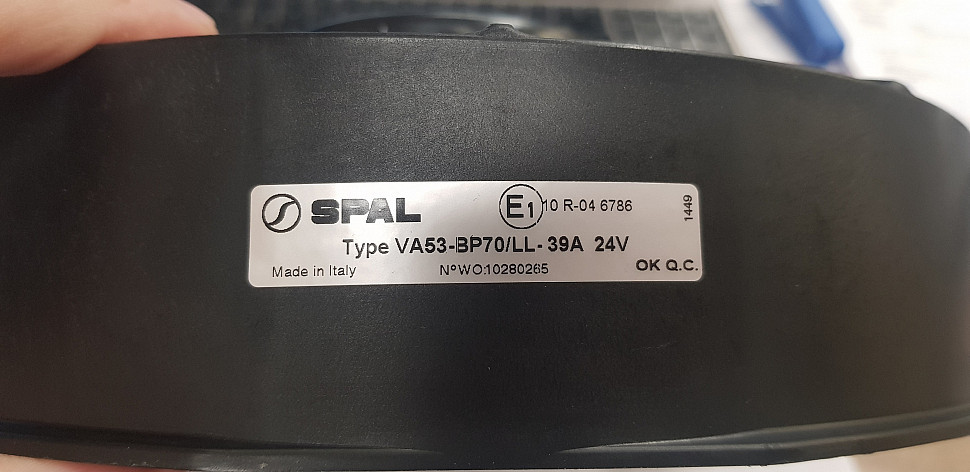 SPAL E1 10 R-04 6786
1449
Type VA53-BP70/LL- 39A 24V
Made in Italy N°WO:10280265 OK Q.C.